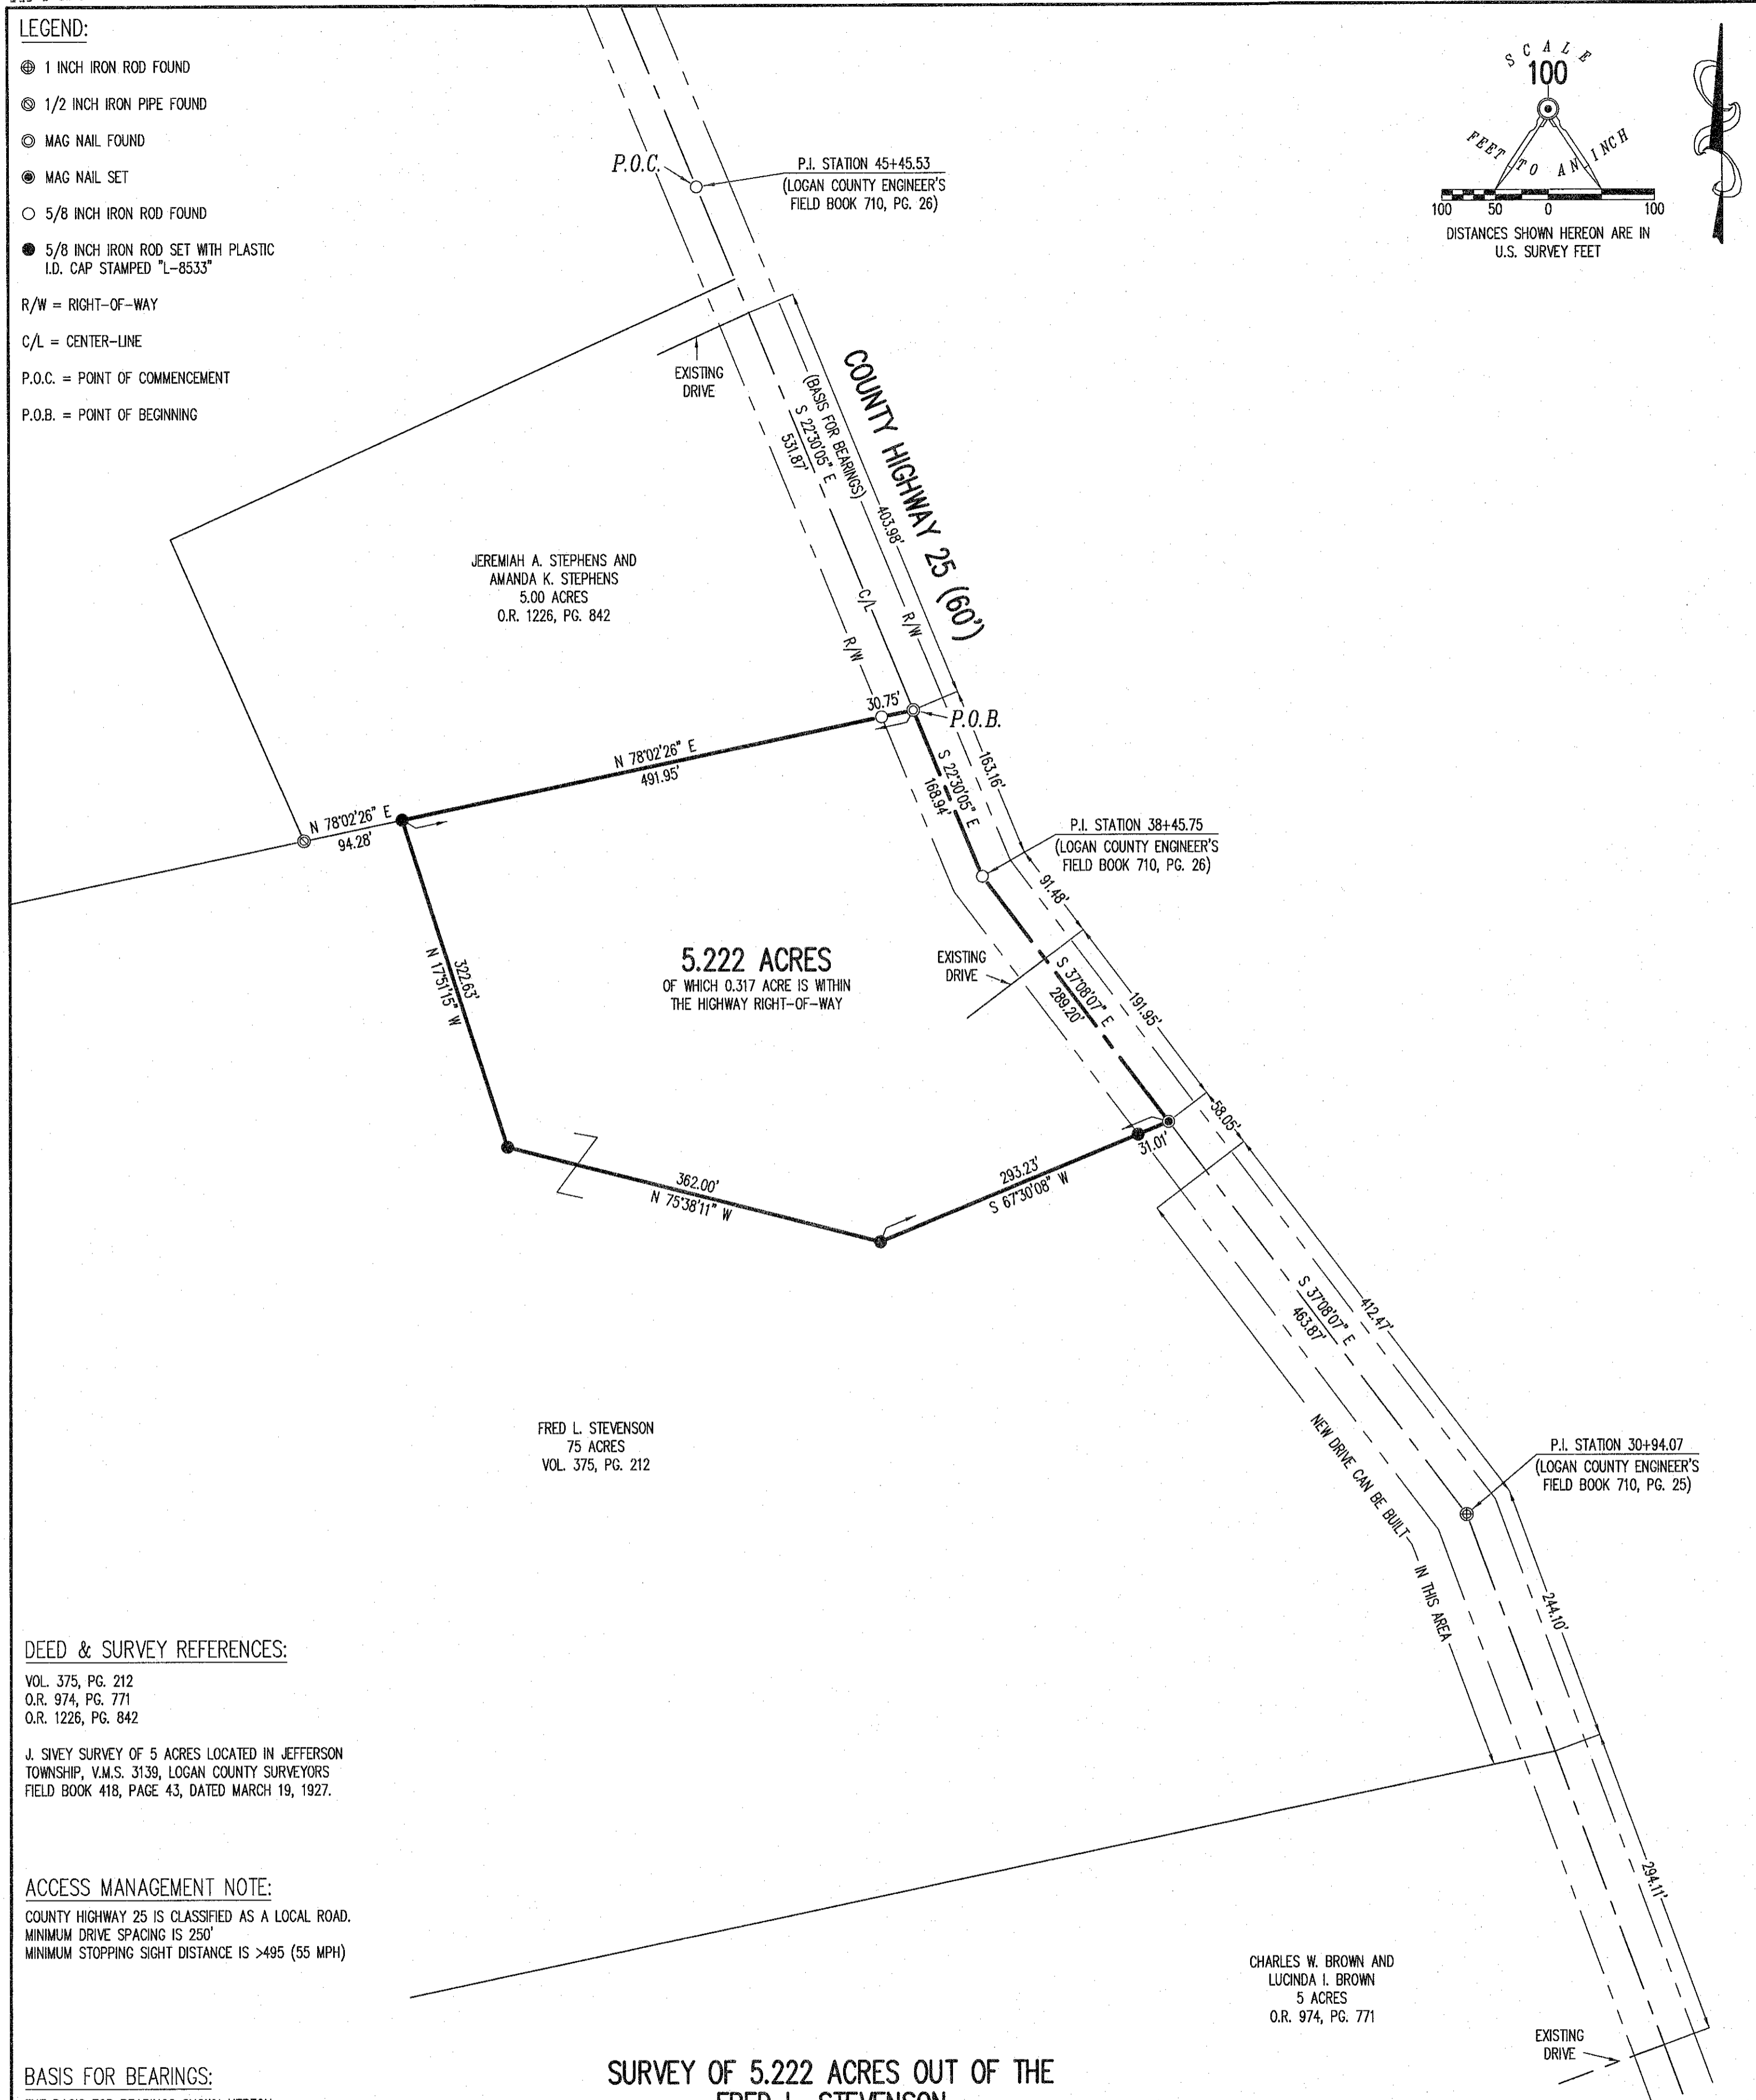 LEGEND:
1 INCH IRON ROD FOUND
1/2 INCH IRON PIPE FOUND
MAG NAIL FOUND
MAG NAIL SET
5/8 INCH IRON ROD FOUND
5/8 INCH IRON ROD SET WITH PLASTIC
I.D. CAP STAMPED "L-8533"
R/W = RIGHT-OF-WAY
C/L = CENTER-LINE
P.O.C. = POINT OF COMMENCEMENT
P.O.B. = POINT OF BEGINNING
P.O.C.
P.I. STATION 45+45.53
(LOGAN COUNTY ENGINEER'S
FIELD BOOK 710, PG. 26)
SCALE
100
FEET TO AN INCH
100 50 0 100
DISTANCES SHOWN HEREON ARE IN
U.S. SURVEY FEET
EXISTING
DRIVE
(BASIS FOR BEARINGS)
S 22°30'05" E
531.87'
403.98'
COUNTY HIGHWAY 25 (60')
C/L
R/W
R/W
JEREMIAH A. STEPHENS AND
AMANDA K. STEPHENS
5.00 ACRES
O.R. 1226, PG. 842
30.75'
P.O.B.
N 78°02'26" E
491.95'
N 78°02'26" E
94.28'
S 22°30'05" E
168.94'
163.16'
P.I. STATION 38+45.75
(LOGAN COUNTY ENGINEER'S
FIELD BOOK 710, PG. 26)
91.48'
322.63'
N 17°51'15" W
5.222 ACRES
OF WHICH 0.317 ACRE IS WITHIN
THE HIGHWAY RIGHT-OF-WAY
EXISTING
DRIVE
S 37°08'07" E
289.20'
191.95'
58.05'
31.01'
293.23'
S 67°30'08" W
362.00'
N 75°38'11" W
S 37°08'07" E
463.87'
412.47'
NEW DRIVE CAN BE BUILT
IN THIS AREA
FRED L. STEVENSON
75 ACRES
VOL. 375, PG. 212
P.I. STATION 30+94.07
(LOGAN COUNTY ENGINEER'S
FIELD BOOK 710, PG. 25)
244.10'
294.11'
DEED & SURVEY REFERENCES:
VOL. 375, PG. 212
O.R. 974, PG. 771
O.R. 1226, PG. 842
J. SIVEY SURVEY OF 5 ACRES LOCATED IN JEFFERSON
TOWNSHIP, V.M.S. 3139, LOGAN COUNTY SURVEYORS
FIELD BOOK 418, PAGE 43, DATED MARCH 19, 1927.
ACCESS MANAGEMENT NOTE:
COUNTY HIGHWAY 25 IS CLASSIFIED AS A LOCAL ROAD.
MINIMUM DRIVE SPACING IS 250'
MINIMUM STOPPING SIGHT DISTANCE IS >495 (55 MPH)
CHARLES W. BROWN AND
LUCINDA I. BROWN
5 ACRES
O.R. 974, PG. 771
EXISTING
DRIVE
BASIS FOR BEARINGS:
SURVEY OF 5.222 ACRES OUT OF THE
FRED L. STEVENSON